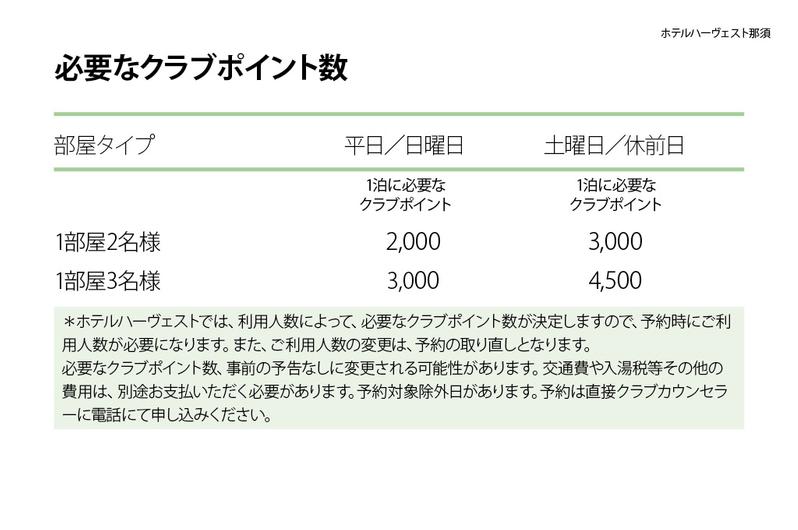 ホテルハーヴェスト那須
必要なクラブポイント数
部屋タイプ 平日／日曜日 土曜日／休前日
1泊に必要な 1泊に必要な
クラブポイント クラブポイント
1部屋2名様 2,000 3,000
1部屋3名様 3,000 4,500
＊ホテルハーヴェストでは、利用人数によって、必要なクラブポイント数が決定しますので、予約時にご利
用人数が必要になります。また、ご利用人数の変更は、予約の取り直しとなります。
必要なクラブポイント数、事前の予告なしに変更される可能性があります。交通費や入湯税等その他の
費用は、別途お支払いただく必要があります。予約対象除外日があります。予約は直接クラブカウンセラ
ーに電話にて申し込みください。